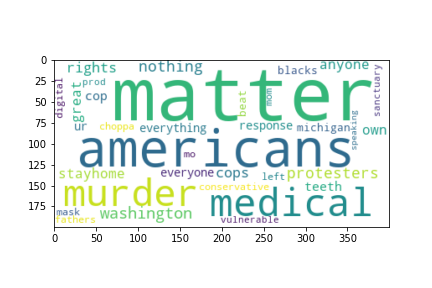 0
25
50
75
100
125
150
175
0 50 100 150 200 250 300 350
rights nothing blacks anyone
digital great prod cop matter beat mom sanctuary
ur choppa everything response michigan speaking own
americans
mo
stayhome everyone cops left protesters
murder conservative teeth
mask washington medical
fathers vulnerable